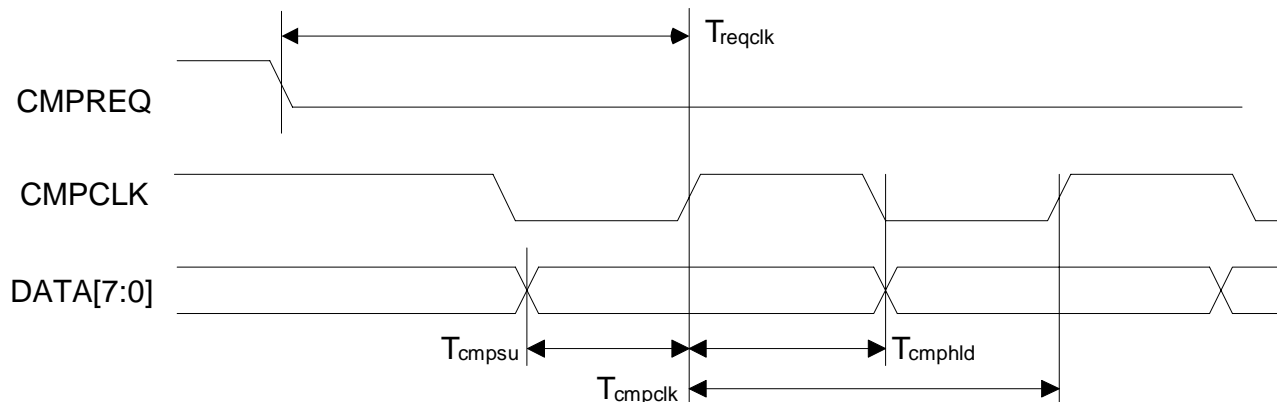 Treqclk
CMPREQ
CMPCLK
DATA[7:0]
Tcmpsu
Tcmphld
Tcmpclk